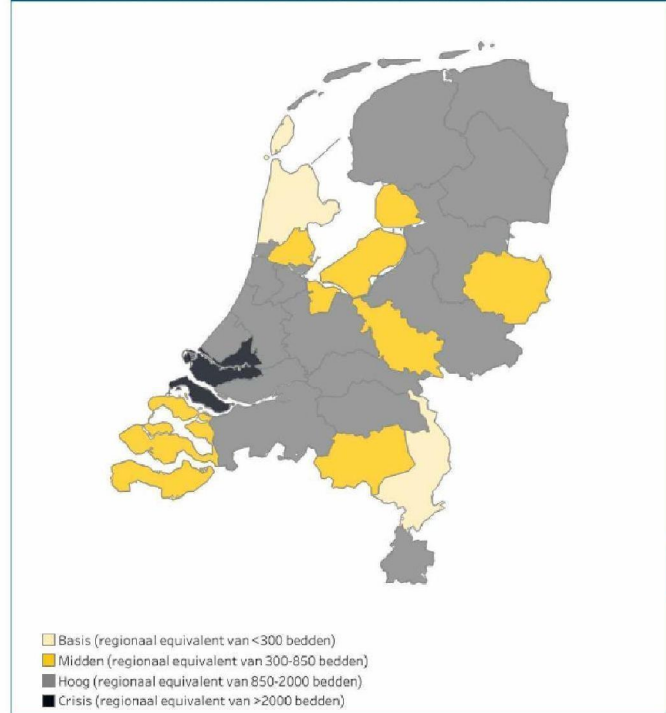 Basis (regionaal equivalent van <300 bedden)
Midden (regionaal equivalent van 300-850 bedden)
Hoog (regionaal equivalent van 850-2000 bedden)
Crisis (regionaal equivalent van >2000 bedden)